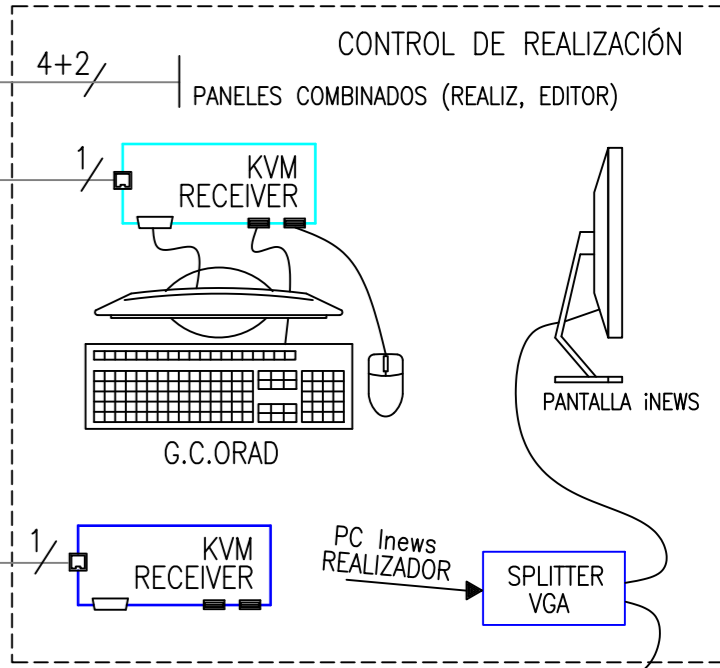 CONTROL DE REALIZACIÓN
4+2
PANELES COMBINADOS (REALIZ, EDITOR)
1
KVM
RECEIVER
PANTALLA iNEWS
G.C.ORAD
1
KVM
RECEIVER
PC Inews
REALIZADOR
SPLITTER
VGA